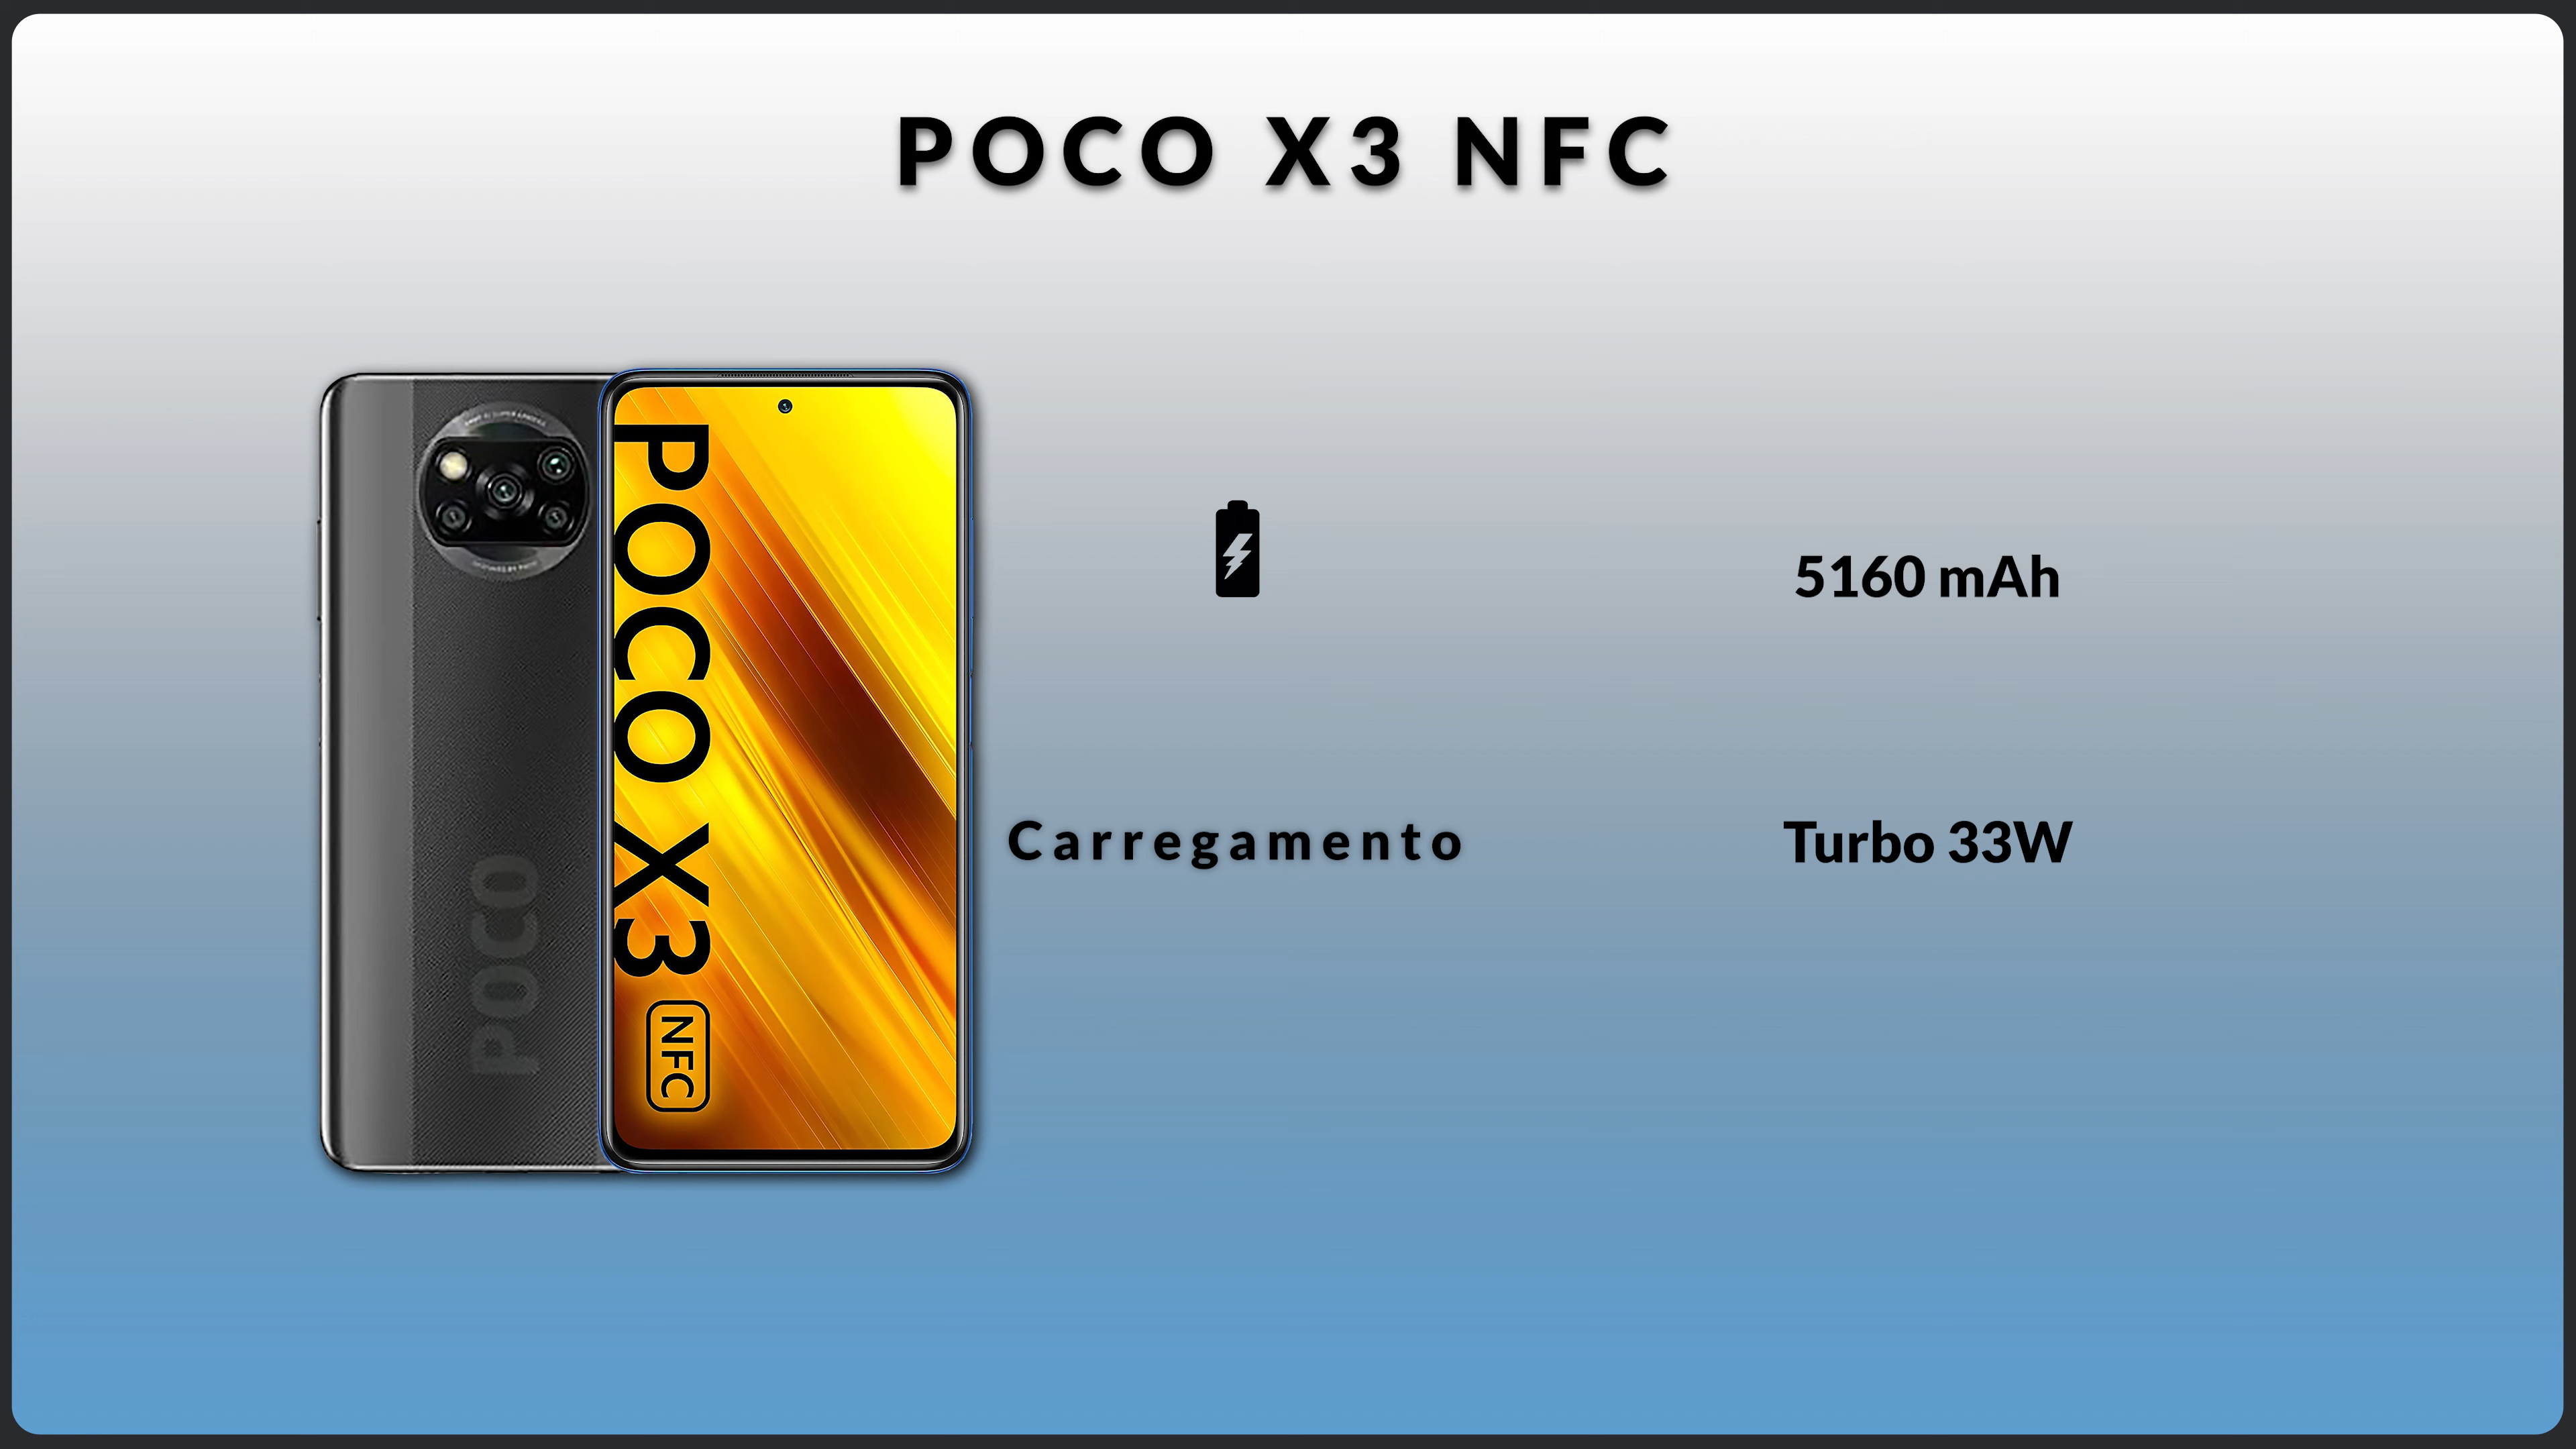 POCO X3 NFC
POCO
POCO X3
NFC
5160 mAh
Carregamento
Turbo 33W